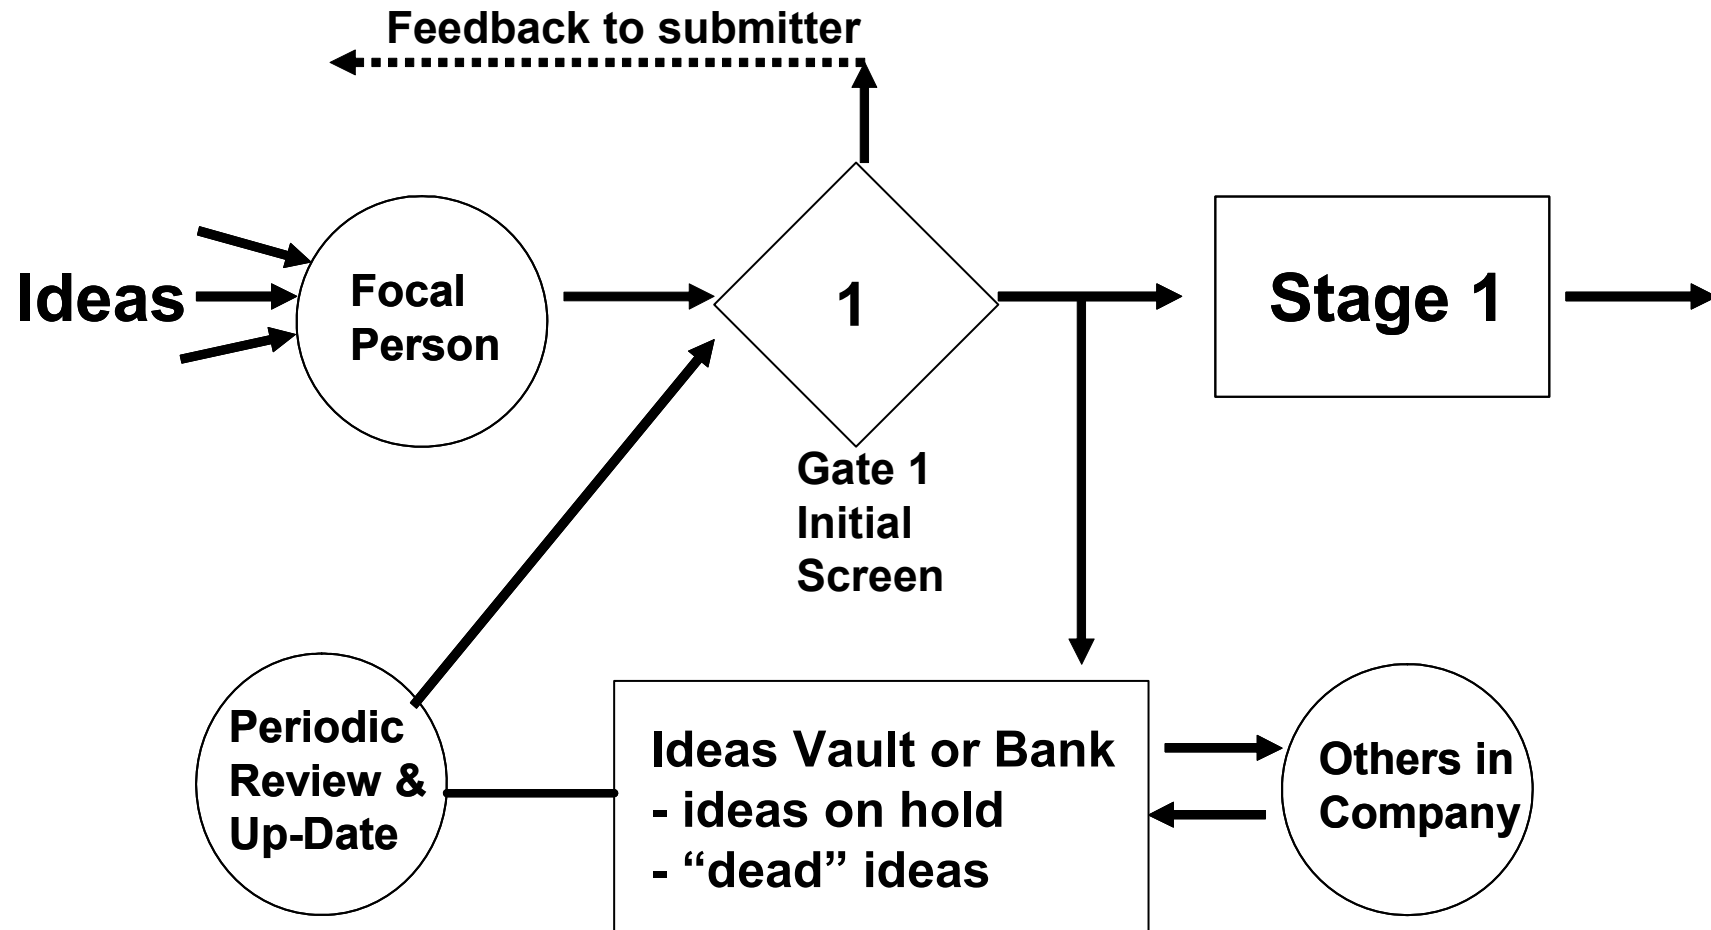 Feedback to submitter
Ideas
Focal
Person
1
Stage 1
Gate 1
Initial
Screen
Periodic
Review &
Up-Date
Ideas Vault or Bank
- ideas on hold
- “dead” ideas
Others in
Company